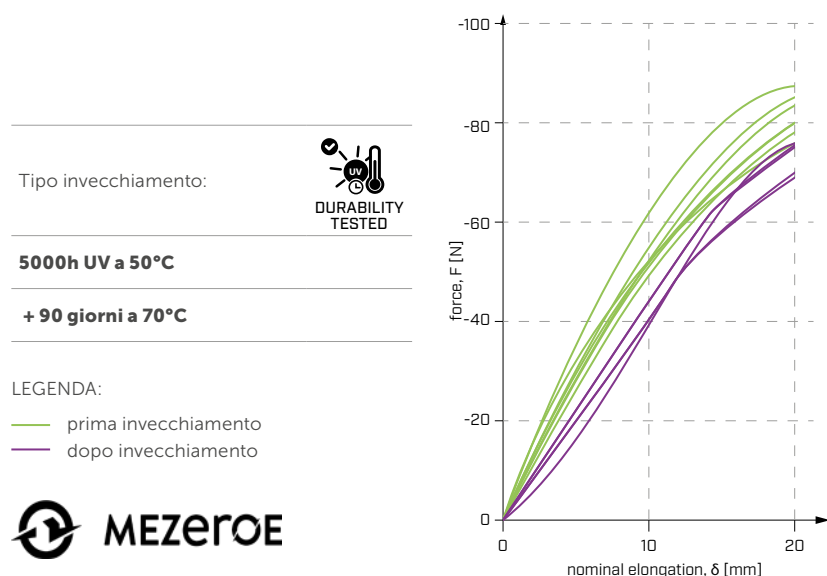 Tipo invecchiamento:
UV
DURABILITY
TESTED
5000h UV a 50°C
+ 90 giorni a 70°C
LEGENDA:
prima invecchiamento
dopo invecchiamento
MEZeroE
force, F [N]
-100
-80
-60
-40
-20
0
0
10
20
nominal elongation, δ [mm]